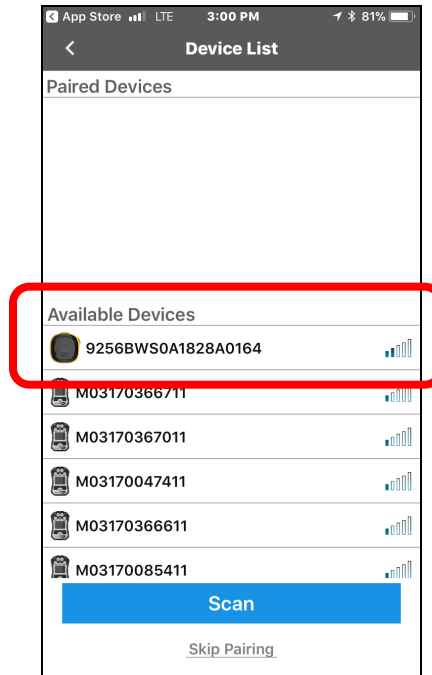 App Store LTE 3:00 PM 81%
Device List
Paired Devices
Available Devices
9256BWS0A1828A0164
M03170366711
M03170367011
M03170047411
M03170366611
M03170085411
Scan
Skip Pairing